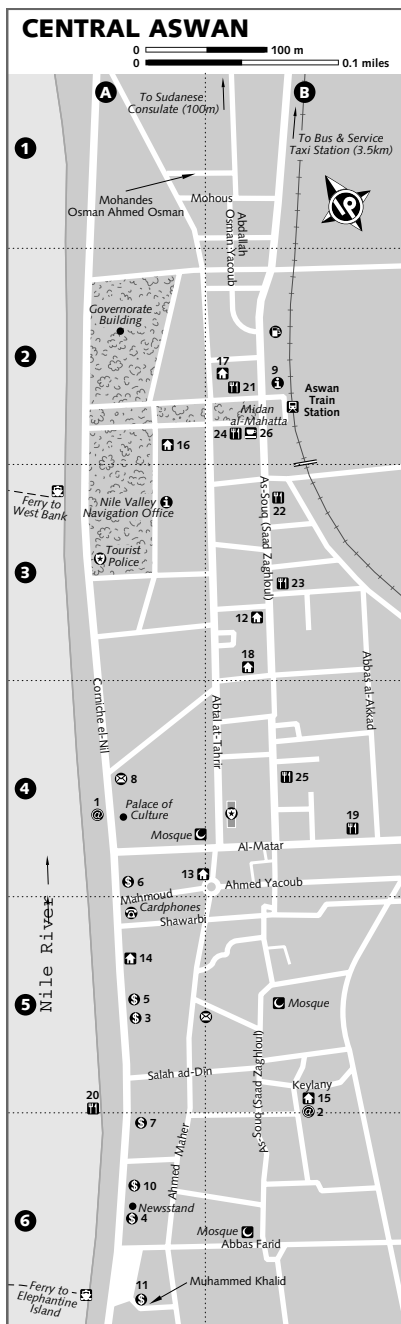 CENTRAL ASWAN
0 100 m
0 0.1 miles
A
B
To Sudanese
Consulate (100m)
To Bus & Service
Taxi Station (3.5km)
1
Mohandes
Osman Ahmed Osman
Mohous
Abdallah
Osman Yacoub
Governorate
Building
2
17
21
9
Aswan
Train
Station
Midan
al-Mahatta
24
26
16
Ferry to
West Bank
Nile Valley
Navigation Office
22
As-Souq (Saad Zaghloul)
Tourist
Police
3
23
12
18
Corniche el-Nil
Abtal at-Tahrir
Abbas al-Akkad
8
25
4
1
Palace of
Culture
19
Mosque
Al-Matar
13
6
Ahmed Yacoub
Mahmoud
Cardphones
Shawarbi
Nile River
14
5
5
3
Mosque
Salah ad-Din
As-Souq (Saad Zaghloul)
Keylany
15
2
20
7
Ahmed Maher
10
Newsstand
4
6
Mosque
Abbas Farid
Ferry to
Elephantine
Island
11
Muhammed Khalid